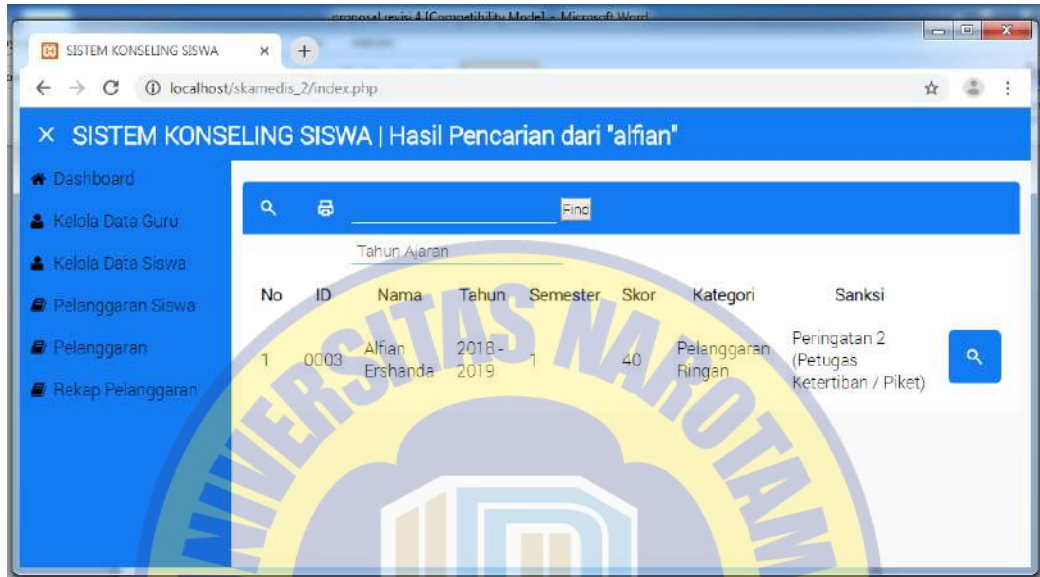 proposal revisi 4 [Compatibility Mode] - Microsoft Word
SISTEM KONSELING SISWA
localhost/skamedis_2/index.php
SISTEM KONSELING SISWA | Hasil Pencarian dari "alfian"
Dashboard
Kelola Data Guru
Kelola Data Siswa
Pelanggaran Siswa
Pelanggaran
Rekap Pelanggaran
Find
Tahun Ajaran
No ID Nama Tahun Semester Skor Kategori Sanksi
1 0003 Alfian Ershanda 2018 - 2019 1 40 Pelanggaran Ringan Peringatan 2 (Petugas Ketertiban / Piket)
UNIVERSITAS NAROTAMA